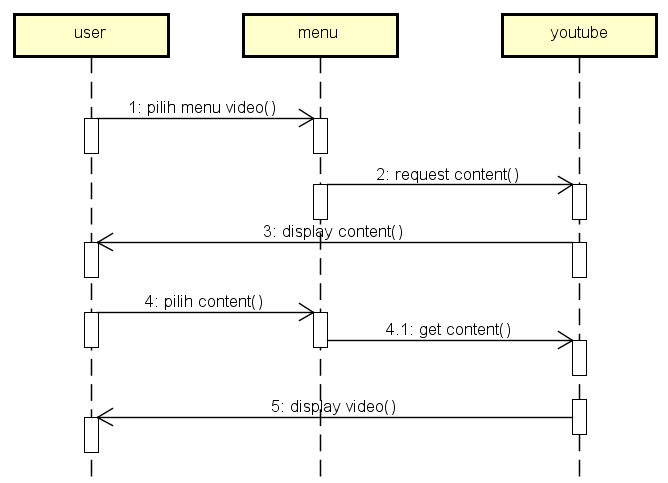 user
menu
youtube
1: pilih menu video()
2: request content()
3: display content()
4: pilih content()
4.1: get content()
5: display video()